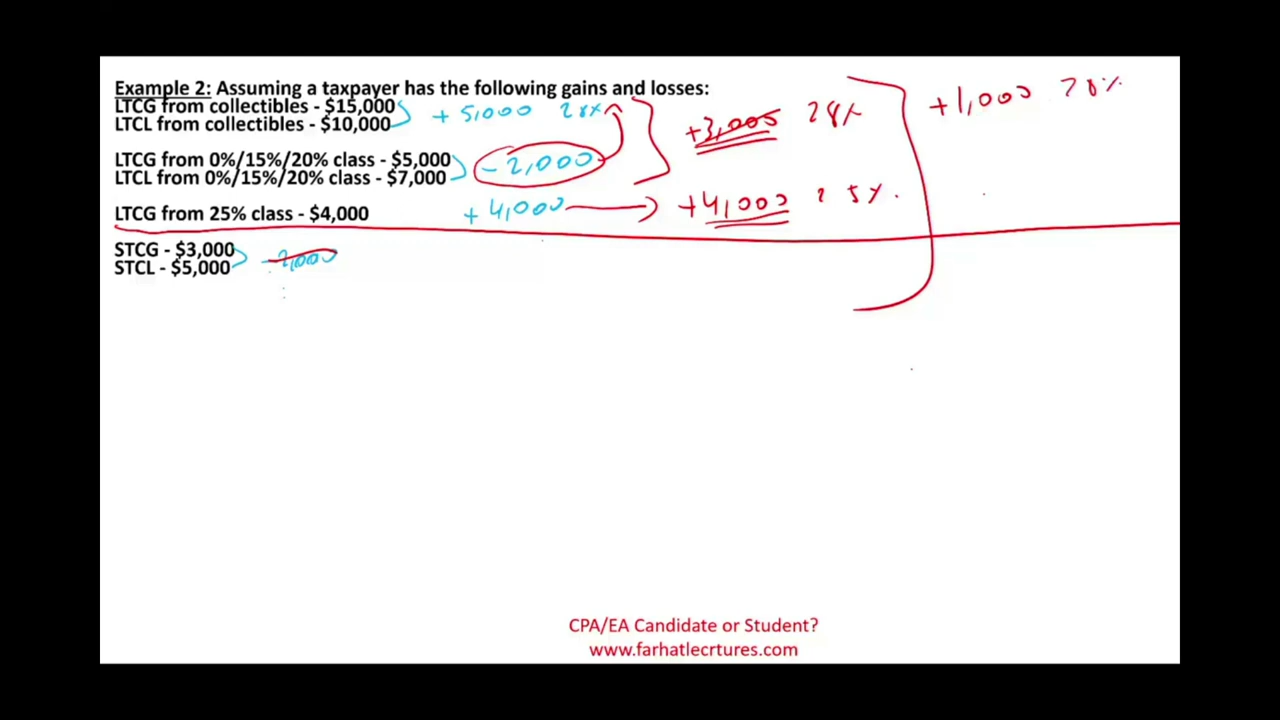 Example 2: Assuming a taxpayer has the following gains and losses:
LTCG from collectibles - $15,000
LTCL from collectibles - $10,000
+ 5,000 28%
+3,000 28%
+1,000 28%
LTCG from 0%/15%/20% class - $5,000
LTCL from 0%/15%/20% class - $7,000
- 2,000
LTCG from 25% class - $4,000
+ 4,000
+4,000 25%
STCG - $3,000
STCL - $5,000
- 2,000
CPA/EA Candidate or Student?
www.farhatlecrtures.com